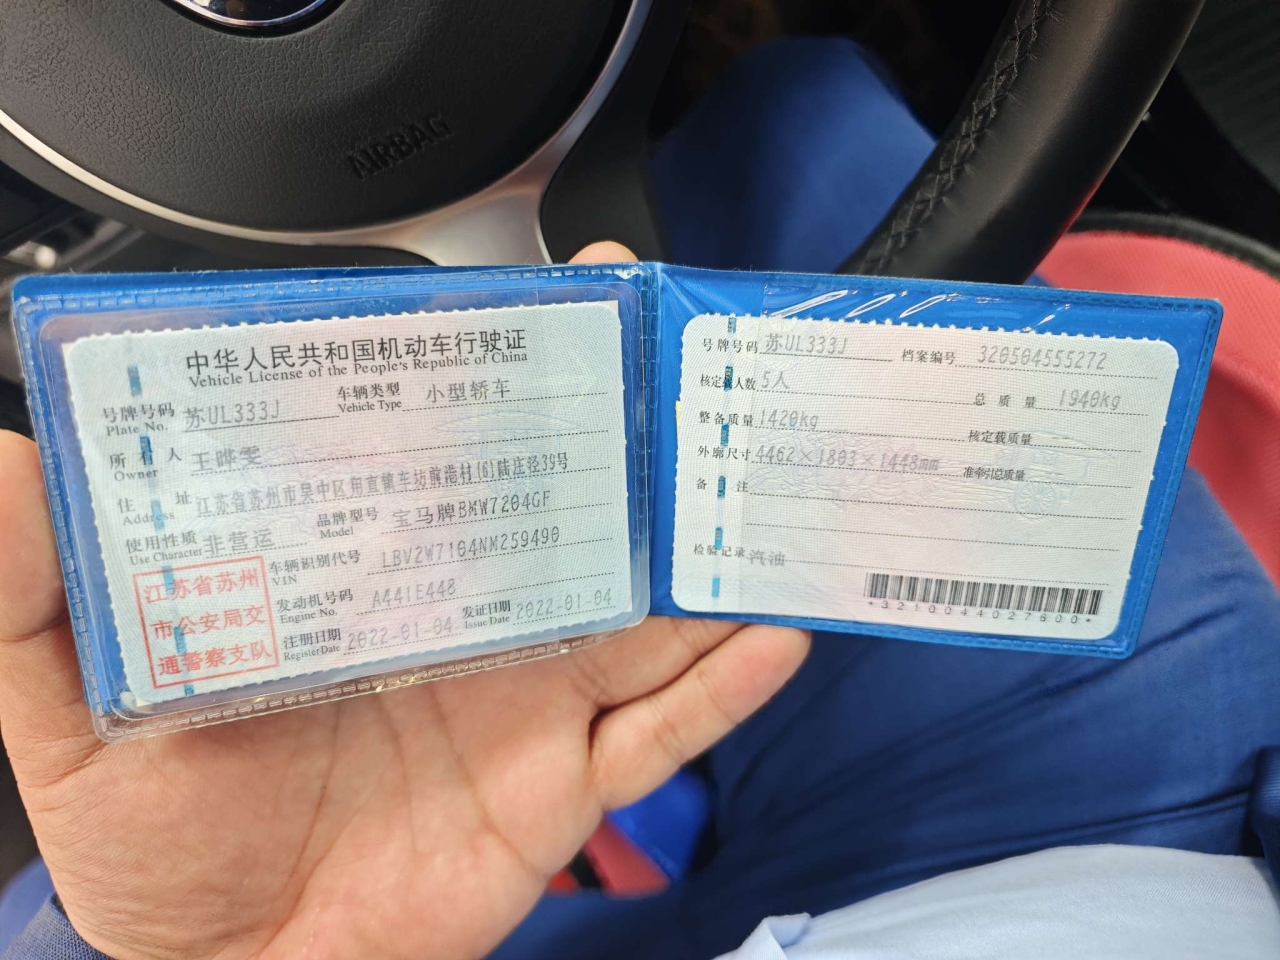 AIRBAG
中华人民共和国机动车行驶证
Vehicle License of the People's Republic of China
号牌号码 Plate No. 苏UL333J 车辆类型 Vehicle Type 小型轿车
所有人 Owner 王晔雯
住址 Address 江苏省苏州市吴中区甪直镇车坊前港村(6)陆庄泾39号
使用性质 Use Character 非营运 品牌型号 Model 宝马牌BMW7204GF
江苏省苏州
市公安局交
通警察支队
车辆识别代号 VIN LBV2W7104NM259490
发动机号码 Engine No. A441E448
注册日期 Register Date 2022-01-04 发证日期 Issue Date 2022-01-04
号牌号码 苏UL333J 档案编号 320504555272
核定载人数 5人 总质量 1940kg
整备质量 1420kg 核定载质量
外廓尺寸 4462×1803×1448mm 准牵引总质量
备注
检验记录 汽油
*3210044027600*